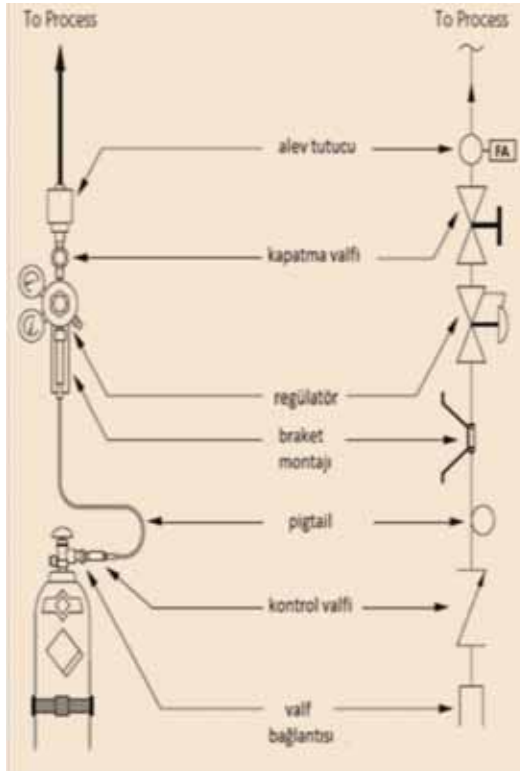 To Process
To Process
alev tutucu
FA
kapatma valfi
regülatör
braket
montajı
pigtail
kontrol valfi
valf
bağlantısı